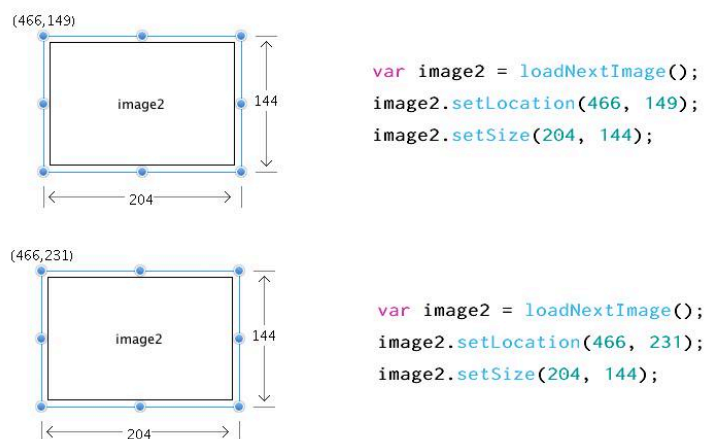 (466,149)
image2
144
204
var image2 = loadNextImage();
image2.setLocation(466, 149);
image2.setSize(204, 144);
(466,231)
image2
144
204
var image2 = loadNextImage();
image2.setLocation(466, 231);
image2.setSize(204, 144);